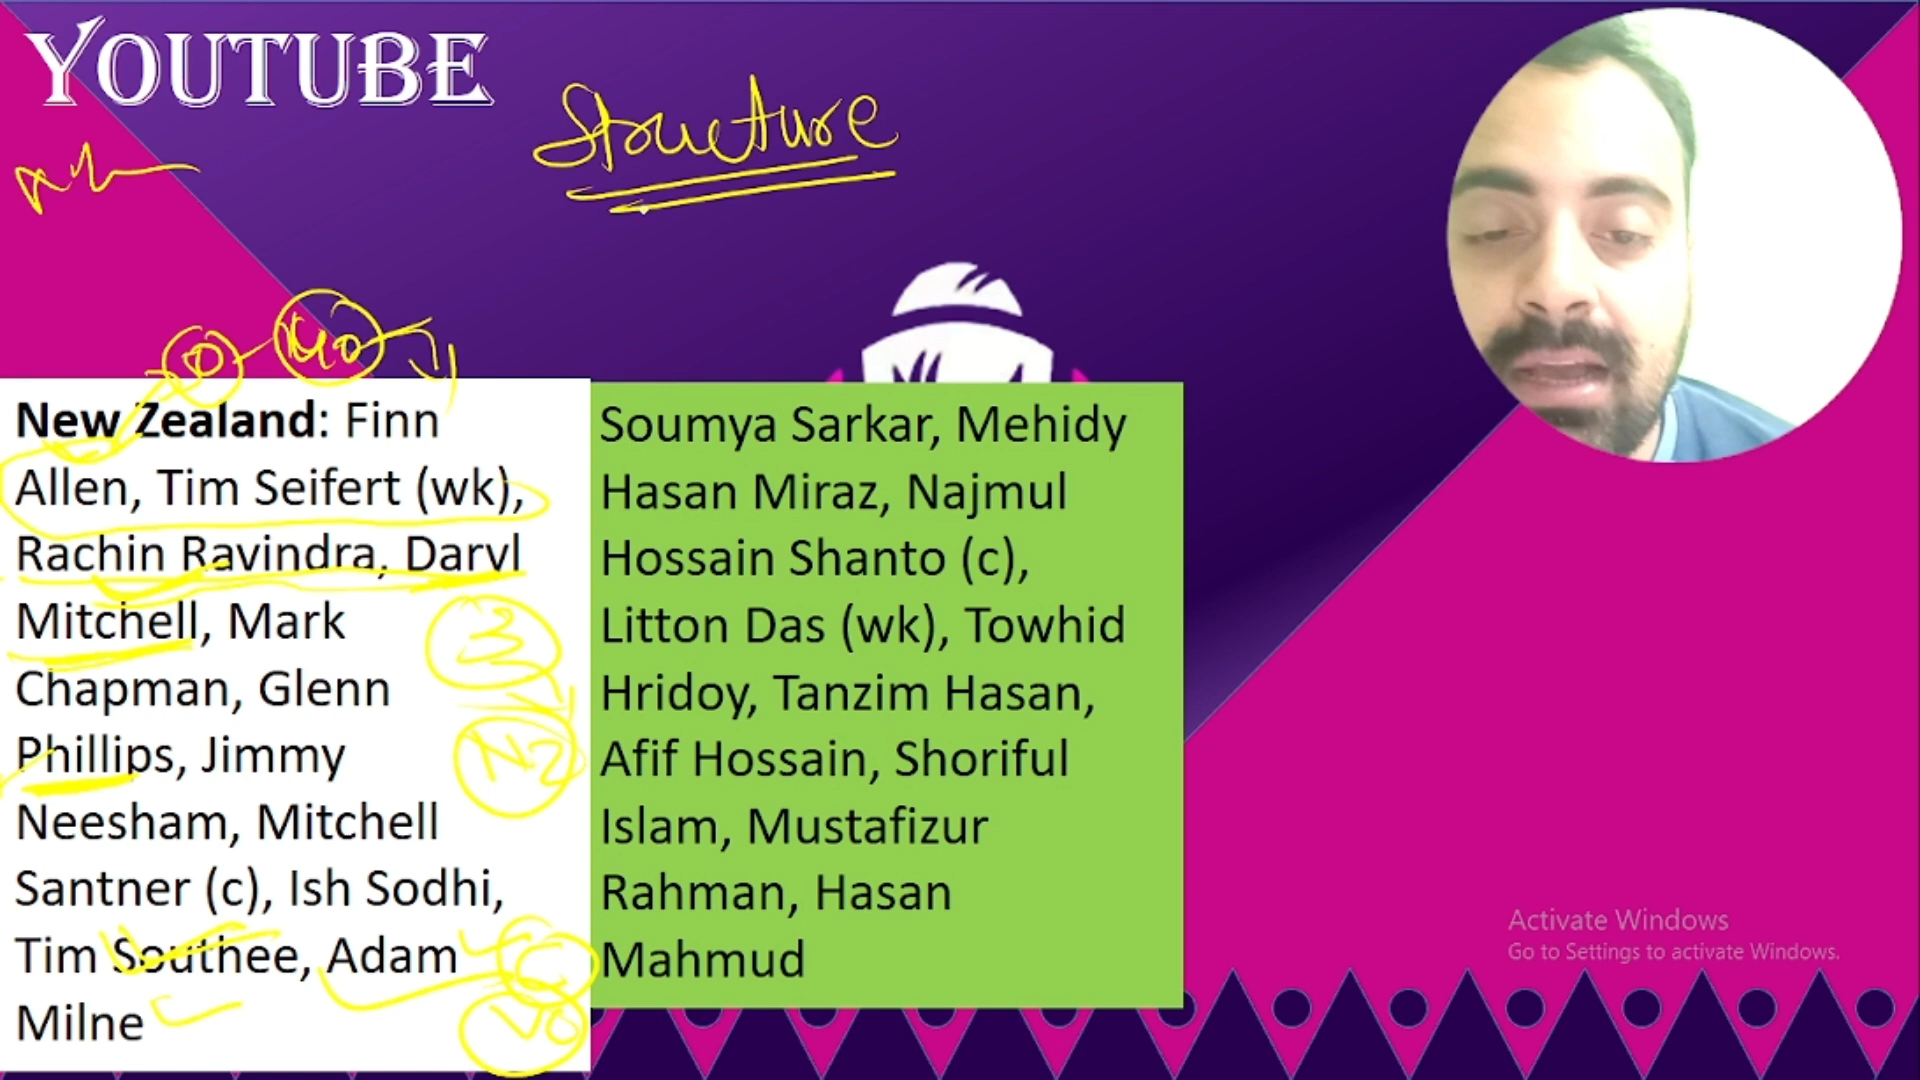 YOUTUBE
Structure
New Zealand: Finn
Allen, Tim Seifert (wk),
Rachin Ravindra, Daryl
Mitchell, Mark
Chapman, Glenn
Phillips, Jimmy
Neesham, Mitchell
Santner (c), Ish Sodhi,
Tim Southee, Adam
Milne
Soumya Sarkar, Mehidy
Hasan Miraz, Najmul
Hossain Shanto (c),
Litton Das (wk), Towhid
Hridoy, Tanzim Hasan,
Afif Hossain, Shoriful
Islam, Mustafizur
Rahman, Hasan
Mahmud
Activate Windows
Go to Settings to activate Windows.